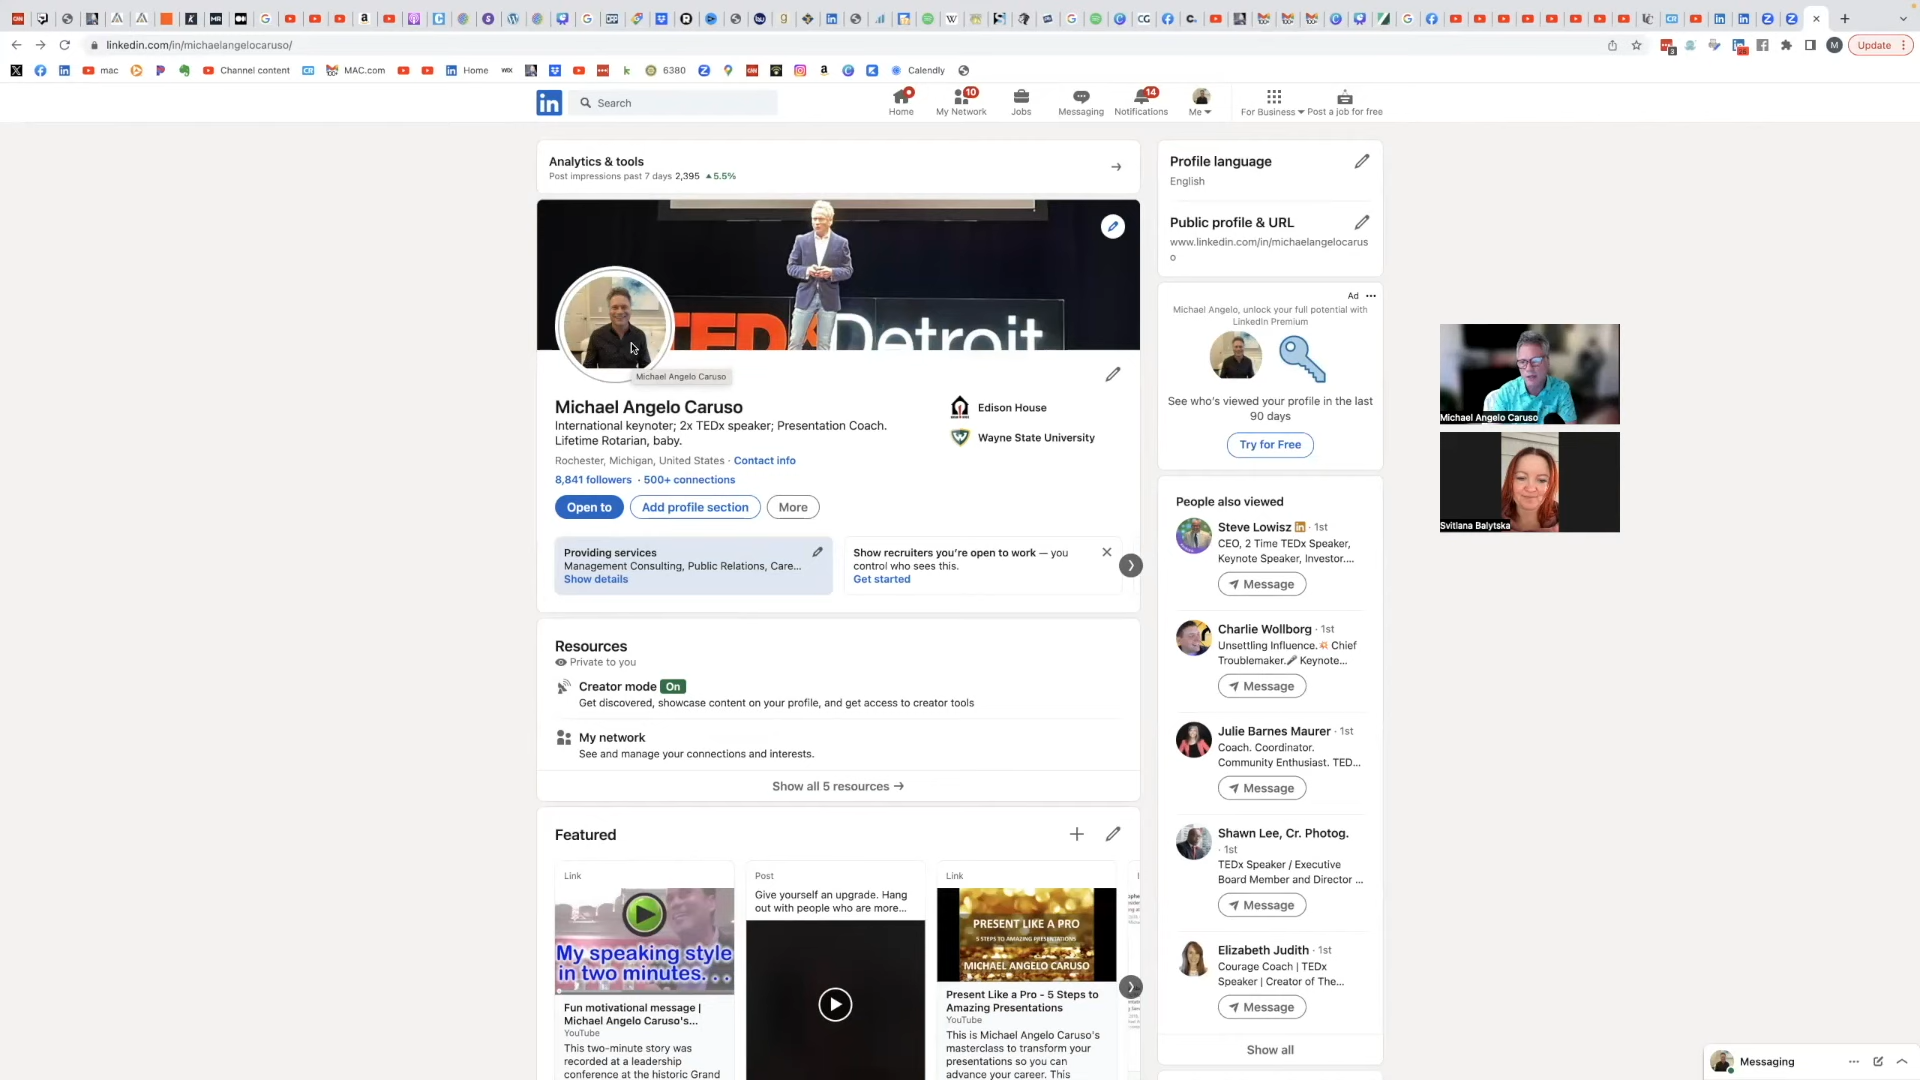 linkedin.com/in/michaelangelocaruso/
Update
mac
Channel content
MAC.com
Home
6380
Calendly
Search
Home
10
My Network
Jobs
Messaging
14
Notifications
Me
For Business
Post a job for free
Analytics & tools
Post impressions past 7 days 2,395 ▲5.5%
TEDx Detroit
Michael Angelo Caruso
Michael Angelo Caruso
International keynoter; 2x TEDx speaker; Presentation Coach.
Lifetime Rotarian, baby.
Rochester, Michigan, United States · Contact info
8,841 followers · 500+ connections
Edison House
Wayne State University
Open to
Add profile section
More
Providing services
Management Consulting, Public Relations, Care...
Show details
Show recruiters you're open to work — you
control who sees this.
Get started
Resources
Private to you
Creator mode On
Get discovered, showcase content on your profile, and get access to creator tools
My network
See and manage your connections and interests.
Show all 5 resources →
Featured
Link
My speaking style
in two minutes. . .
Fun motivational message |
Michael Angelo Caruso's...
YouTube
This two-minute story was
recorded at a leadership
conference at the historic Grand
Post
Give yourself an upgrade. Hang
out with people who are more...
Link
PRESENT LIKE A PRO
5 STEPS TO AMAZING PRESENTATIONS
MICHAEL ANGELO CARUSO
Present Like a Pro - 5 Steps to
Amazing Presentations
YouTube
This is Michael Angelo Caruso's
masterclass to transform your
presentations so you can
advance your career. This
Profile language
English
Public profile & URL
www.linkedin.com/in/michaelangelocarus
o
Ad
Michael Angelo, unlock your full potential with
LinkedIn Premium
See who's viewed your profile in the last
90 days
Try for Free
People also viewed
Steve Lowisz · 1st
CEO, 2 Time TEDx Speaker,
Keynote Speaker, Investor....
Message
Charlie Wollborg · 1st
Unsettling Influence.💥 Chief
Troublemaker.🎤 Keynote...
Message
Julie Barnes Maurer · 1st
Coach. Coordinator.
Community Enthusiast. TED...
Message
Shawn Lee, Cr. Photog.
· 1st
TEDx Speaker / Executive
Board Member and Director ...
Message
Elizabeth Judith · 1st
Courage Coach | TEDx
Speaker | Creator of The...
Message
Show all
Michael Angelo Caruso
Svitlana Balytska
Messaging